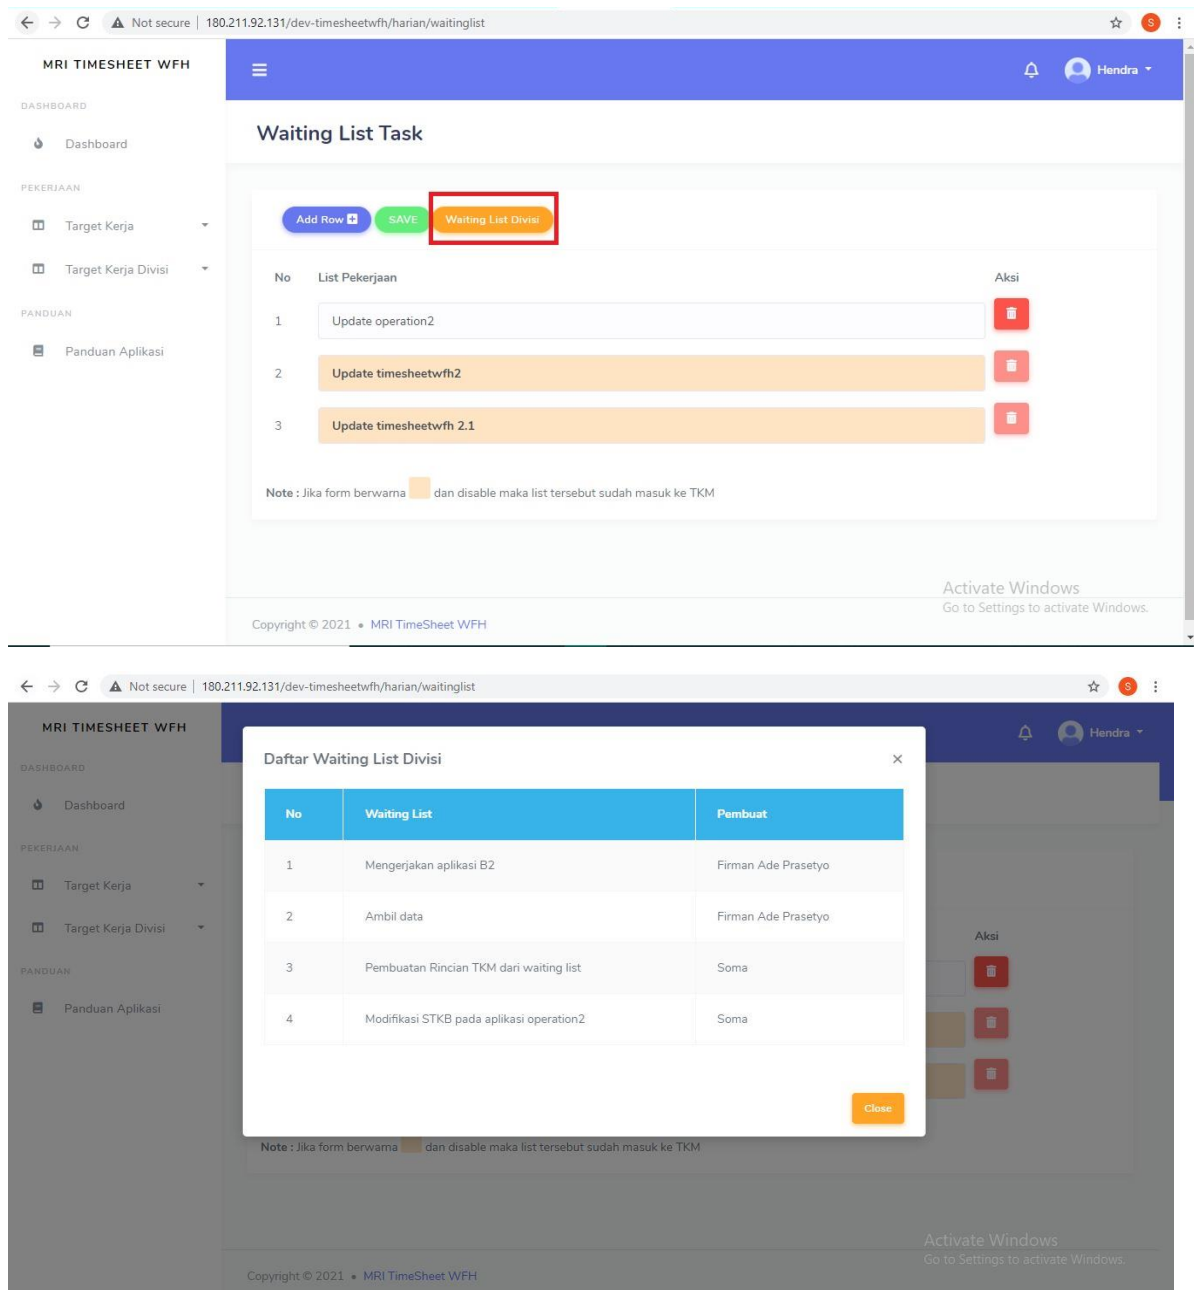 Not secure | 180.211.92.131/dev-timesheetwfh/harian/waitinglist
S
MRI TIMESHEET WFH
Hendra
DASHBOARD
Dashboard
Waiting List Task
PEKERJAAN
Target Kerja
Target Kerja Divisi
PANDUAN
Panduan Aplikasi
Add Row
SAVE
Waiting List Divisi
No List Pekerjaan Aksi
1 Update operation2
2 Update timesheetwfh2
3 Update timesheetwfh 2.1
Note : Jika form berwarna dan disable maka list tersebut sudah masuk ke TKM
Activate Windows
Go to Settings to activate Windows.
Copyright © 2021 • MRI TimeSheet WFH
Not secure | 180.211.92.131/dev-timesheetwfh/harian/waitinglist
S
MRI TIMESHEET WFH
Hendra
DASHBOARD
Dashboard
PEKERJAAN
Target Kerja
Target Kerja Divisi
PANDUAN
Panduan Aplikasi
Daftar Waiting List Divisi ×
No Waiting List Pembuat
1 Mengerjakan aplikasi B2 Firman Ade Prasetyo
2 Ambil data Firman Ade Prasetyo
3 Pembuatan Rincian TKM dari waiting list Soma
4 Modifikasi STKB pada aplikasi operation2 Soma
Close
Aksi
Note : Jika form berwarna dan disable maka list tersebut sudah masuk ke TKM
Activate Windows
Go to Settings to activate Windows.
Copyright © 2021 • MRI TimeSheet WFH